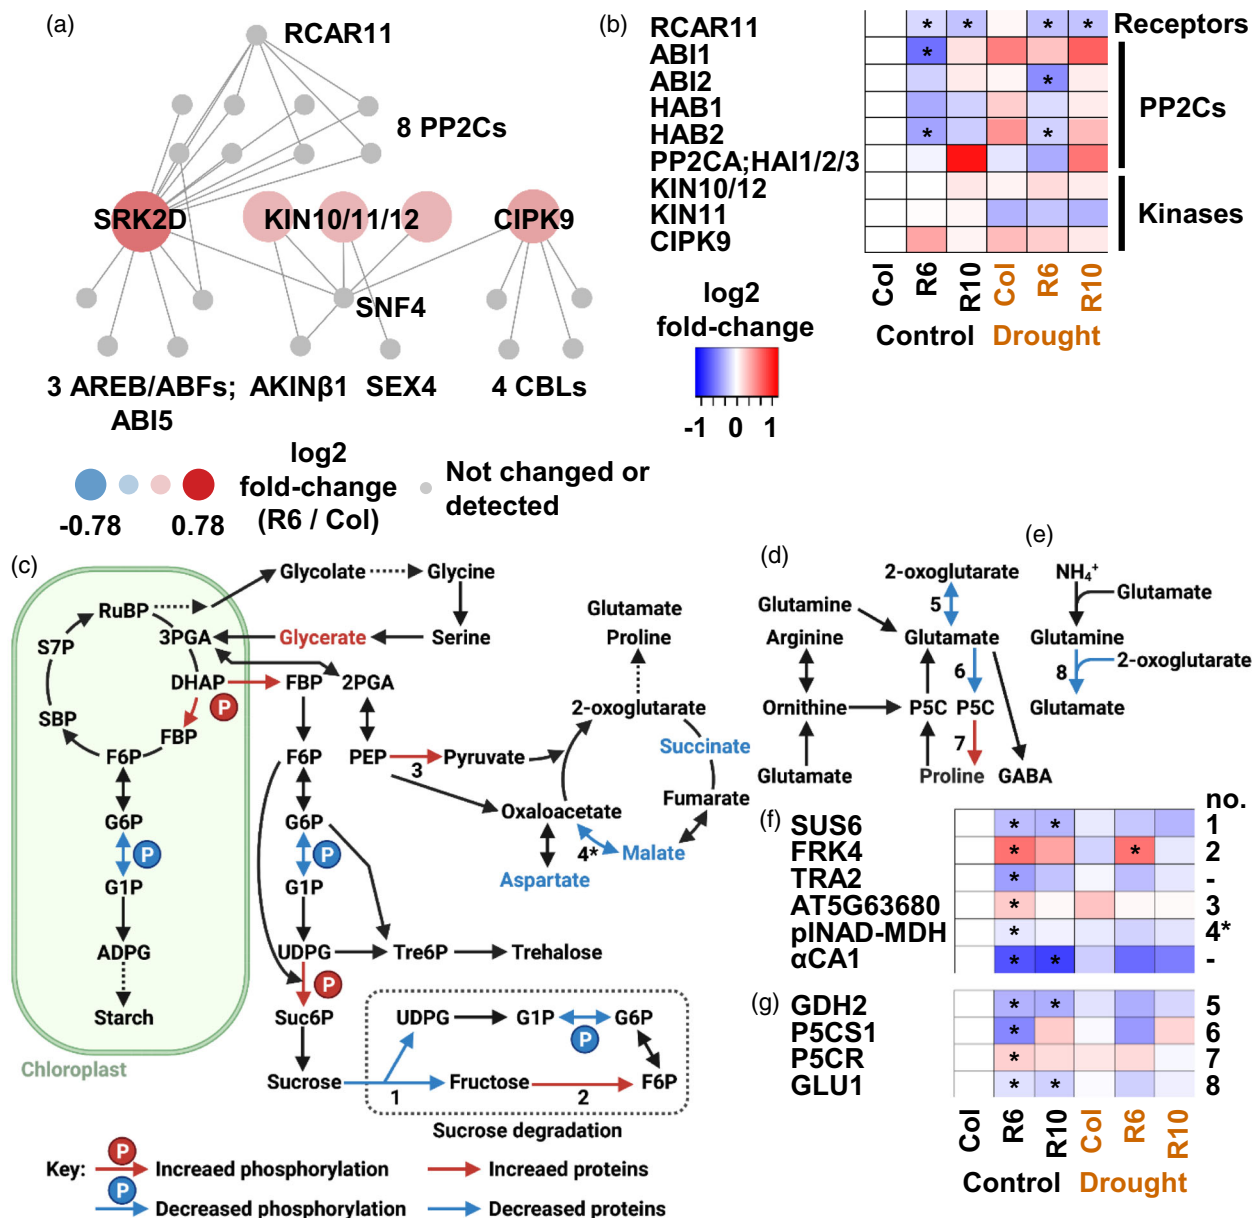 (a)
RCAR11
8 PP2Cs
SRK2D
KIN10/11/12
CIPK9
SNF4
3 AREB/ABFs;
ABI5
AKINβ1
SEX4
4 CBLs
-0.78
0.78
log2
fold-change
(R6 / Col)
Not changed or
detected
(b)
RCAR11
* * * *
Receptors
ABI1
*
ABI2
*
HAB1
HAB2
* *
PP2CA;HAI1/2/3
PP2Cs
KIN10/12
KIN11
CIPK9
Kinases
Col
R6
R10
Col
R6
R10
Control
Drought
log2
fold-change
-1 0 1
(c)
Glycolate
Glycine
RuBP
3PGA
Glycerate
Serine
S7P
DHAP
P
FBP
2PGA
SBP
FBP
F6P
F6P
PEP
3
Pyruvate
Glutamate
Proline
2-oxoglutarate
Succinate
Fumarate
Oxaloacetate
4*
Malate
Aspartate
G6P
P
G1P
ADPG
Starch
Chloroplast
G6P
P
G1P
UDPG
Tre6P
Trehalose
P
Suc6P
Sucrose
1
UDPG
G1P
P
G6P
Fructose
2
F6P
Sucrose degradation
Key:
P
Increaed phosphorylation
Increaed proteins
P
Decreased phosphorylation
Decreased proteins
(d)
2-oxoglutarate
5
Glutamine
Glutamate
Arginine
6
Ornithine
P5C
P5C
7
Glutamate
Proline
GABA
(e)
NH₄⁺
Glutamate
Glutamine
8
2-oxoglutarate
Glutamate
(f)
no.
SUS6
* *
1
FRK4
* *
2
TRA2
*
-
AT5G63680
*
3
pINAD-MDH
*
4*
αCA1
* *
-
(g)
GDH2
* *
5
P5CS1
*
6
P5CR
*
7
GLU1
* *
8
Col
R6
R10
Col
R6
R10
Control
Drought